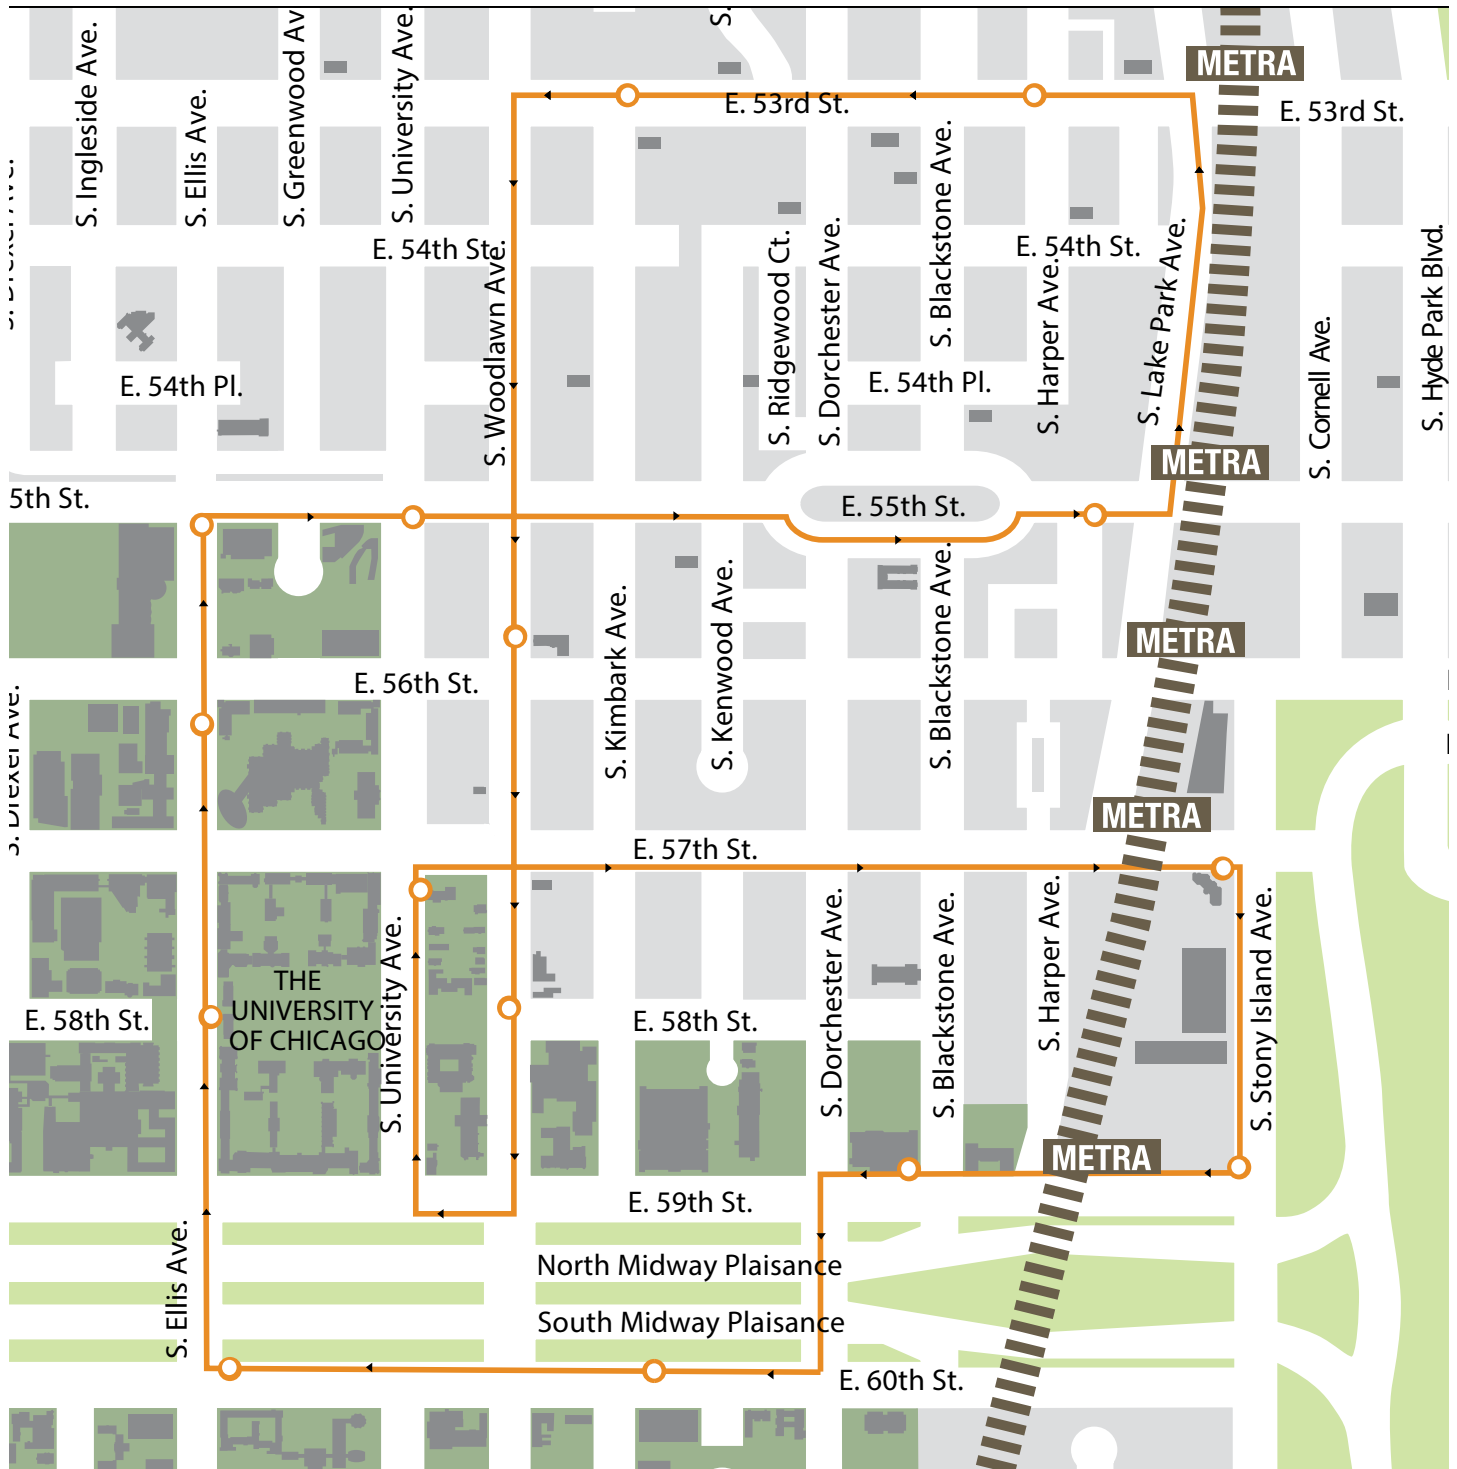 S.
S. Ingleside Ave.
S. Ellis Ave.
S. Greenwood Av
S. University Ave.
METRA
E. 53rd St.
E. 53rd St.
S. Blackstone Ave.
E. 54th St.
E. 54th St.
S. Woodlawn Ave.
S. Ridgewood Ct.
S. Dorchester Ave.
S. Harper Ave.
S. Lake Park Ave.
S. Cornell Ave.
S. Hyde Park Blvd.
E. 54th Pl.
E. 54th Pl.
METRA
5th St.
E. 55th St.
S. Kimbark Ave.
S. Kenwood Ave.
S. Blackstone Ave.
METRA
E. 56th St.
S. Drexel Ave.
METRA
E. 57th St.
S. University Ave.
THE
UNIVERSITY
OF CHICAGO
E. 58th St.
E. 58th St.
S. Dorchester Ave.
S. Blackstone Ave.
S. Harper Ave.
S. Stony Island Ave.
METRA
E. 59th St.
S. Ellis Ave.
North Midway Plaisance
South Midway Plaisance
E. 60th St.